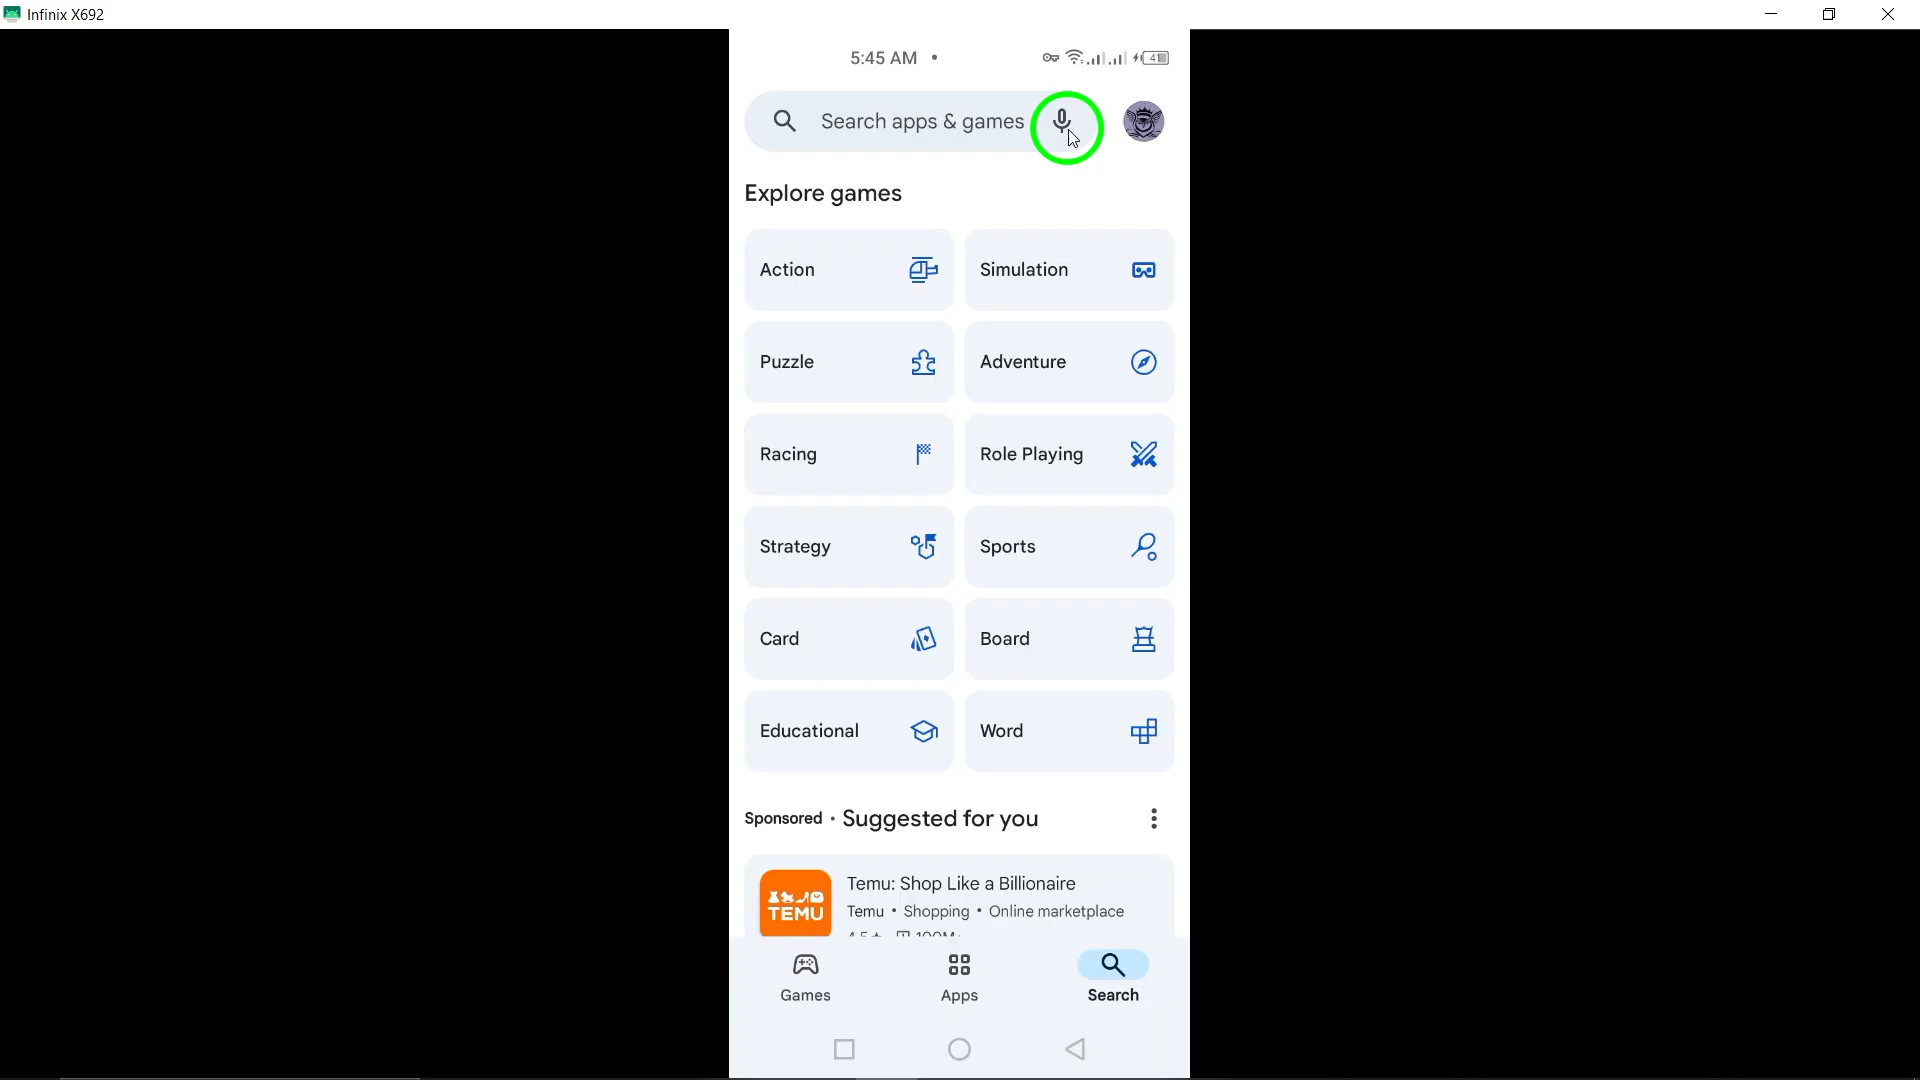 Infinix X692
5:45 AM •
41
Search apps & games
Explore games
Action
Simulation
Puzzle
Adventure
Racing
Role Playing
Strategy
Sports
Card
Board
Educational
Word
Sponsored • Suggested for you
TEMU
Temu: Shop Like a Billionaire
Temu • Shopping • Online marketplace
4.5★ 100M+
Games
Apps
Search